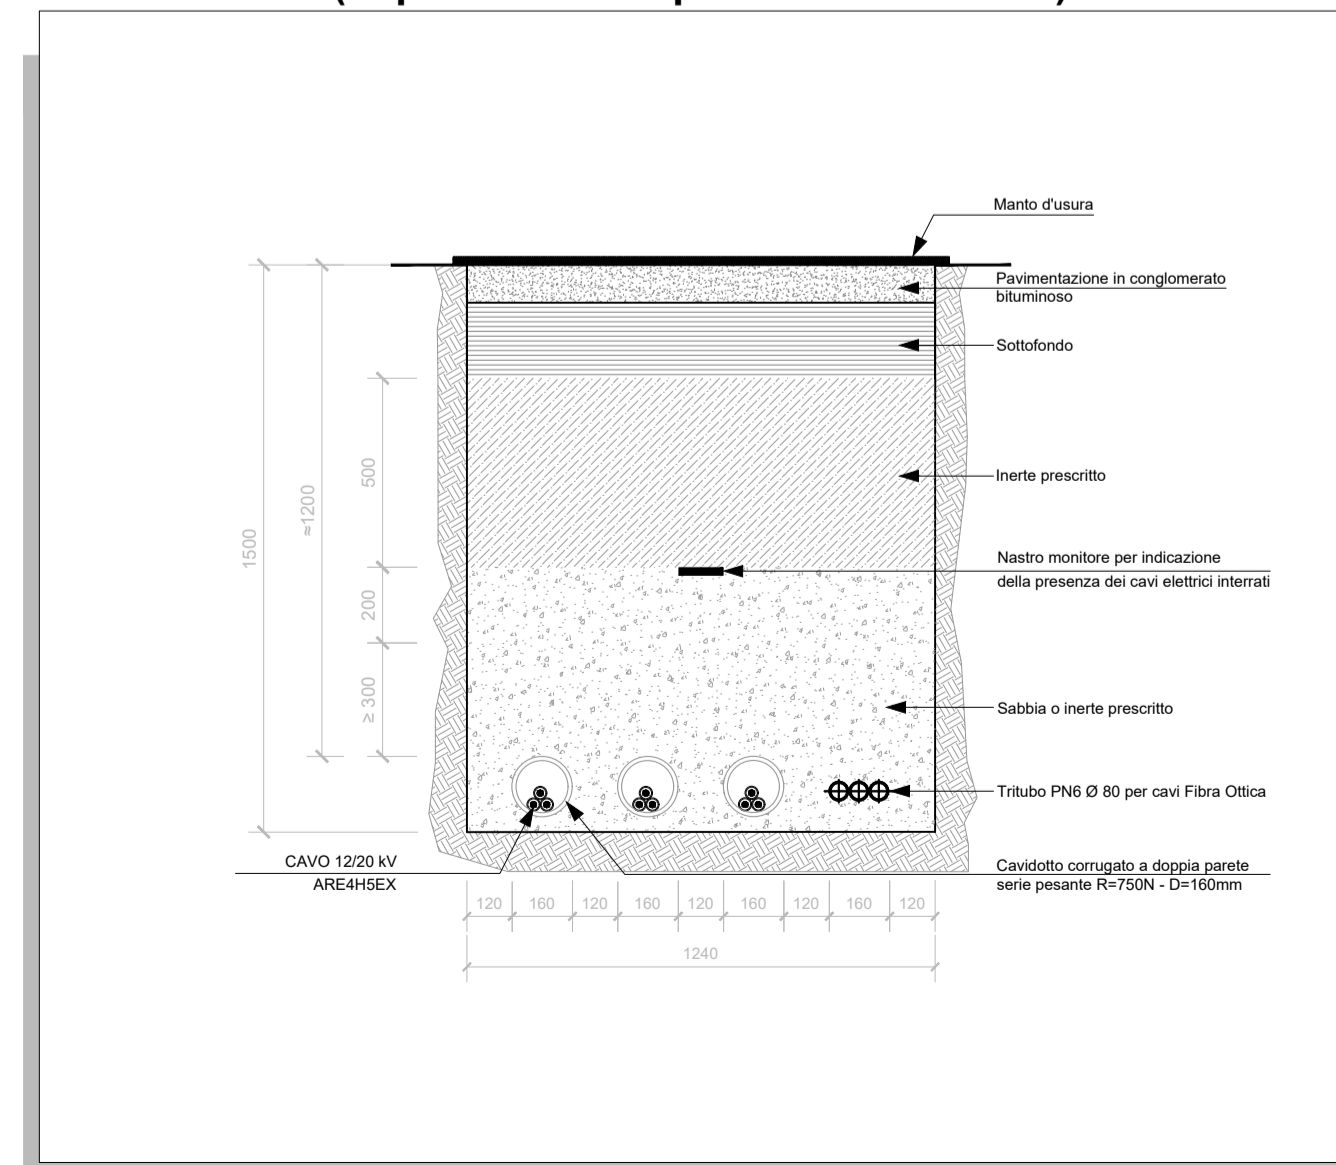 Manto d'usura
Pavimentazione in conglomerato
bituminoso
Sottofondo
Inerte prescritto
Nastro monitore per indicazione
della presenza dei cavi elettrici interrati
Sabbia o inerte prescritto
Tritubo PN6 Ø 80 per cavi Fibra Ottica
Cavidotto corrugato a doppia parete
serie pesante R=750N - D=160mm
CAVO 12/20 kV
ARE4H5EX
1500
≈1200
500
200
≥ 300
120 160 120 160 120 160 120 160 120
1240